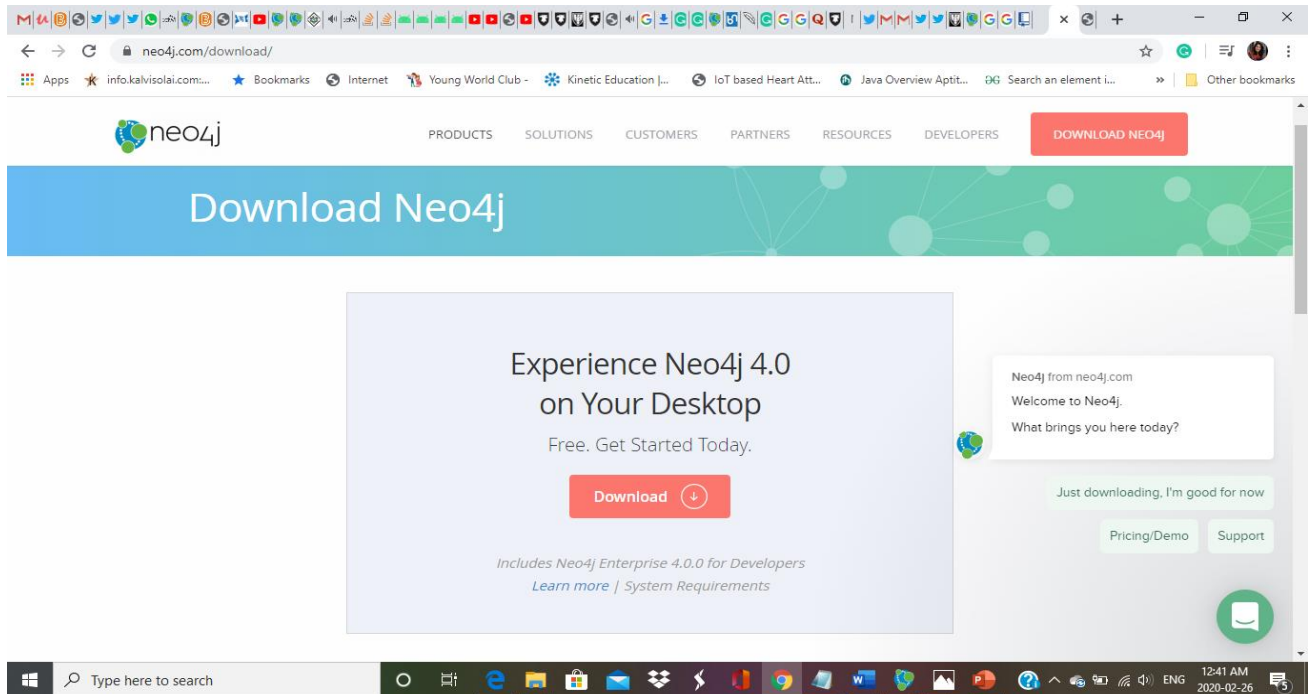 neo4j.com/download/
Apps
info.kalvisolai.com:...
Bookmarks
Internet
Young World Club -
Kinetic Education |...
IoT based Heart Att...
Java Overview Aptit...
Search an element i...
»
Other bookmarks
neo4j
PRODUCTS
SOLUTIONS
CUSTOMERS
PARTNERS
RESOURCES
DEVELOPERS
DOWNLOAD NEO4J
Download Neo4j
Experience Neo4j 4.0
on Your Desktop
Free. Get Started Today.
Download
Includes Neo4j Enterprise 4.0.0 for Developers
Learn more | System Requirements
Neo4j from neo4j.com
Welcome to Neo4j.
What brings you here today?
Just downloading, I'm good for now
Pricing/Demo
Support
Type here to search
ENG
12:41 AM
2020-02-26
5